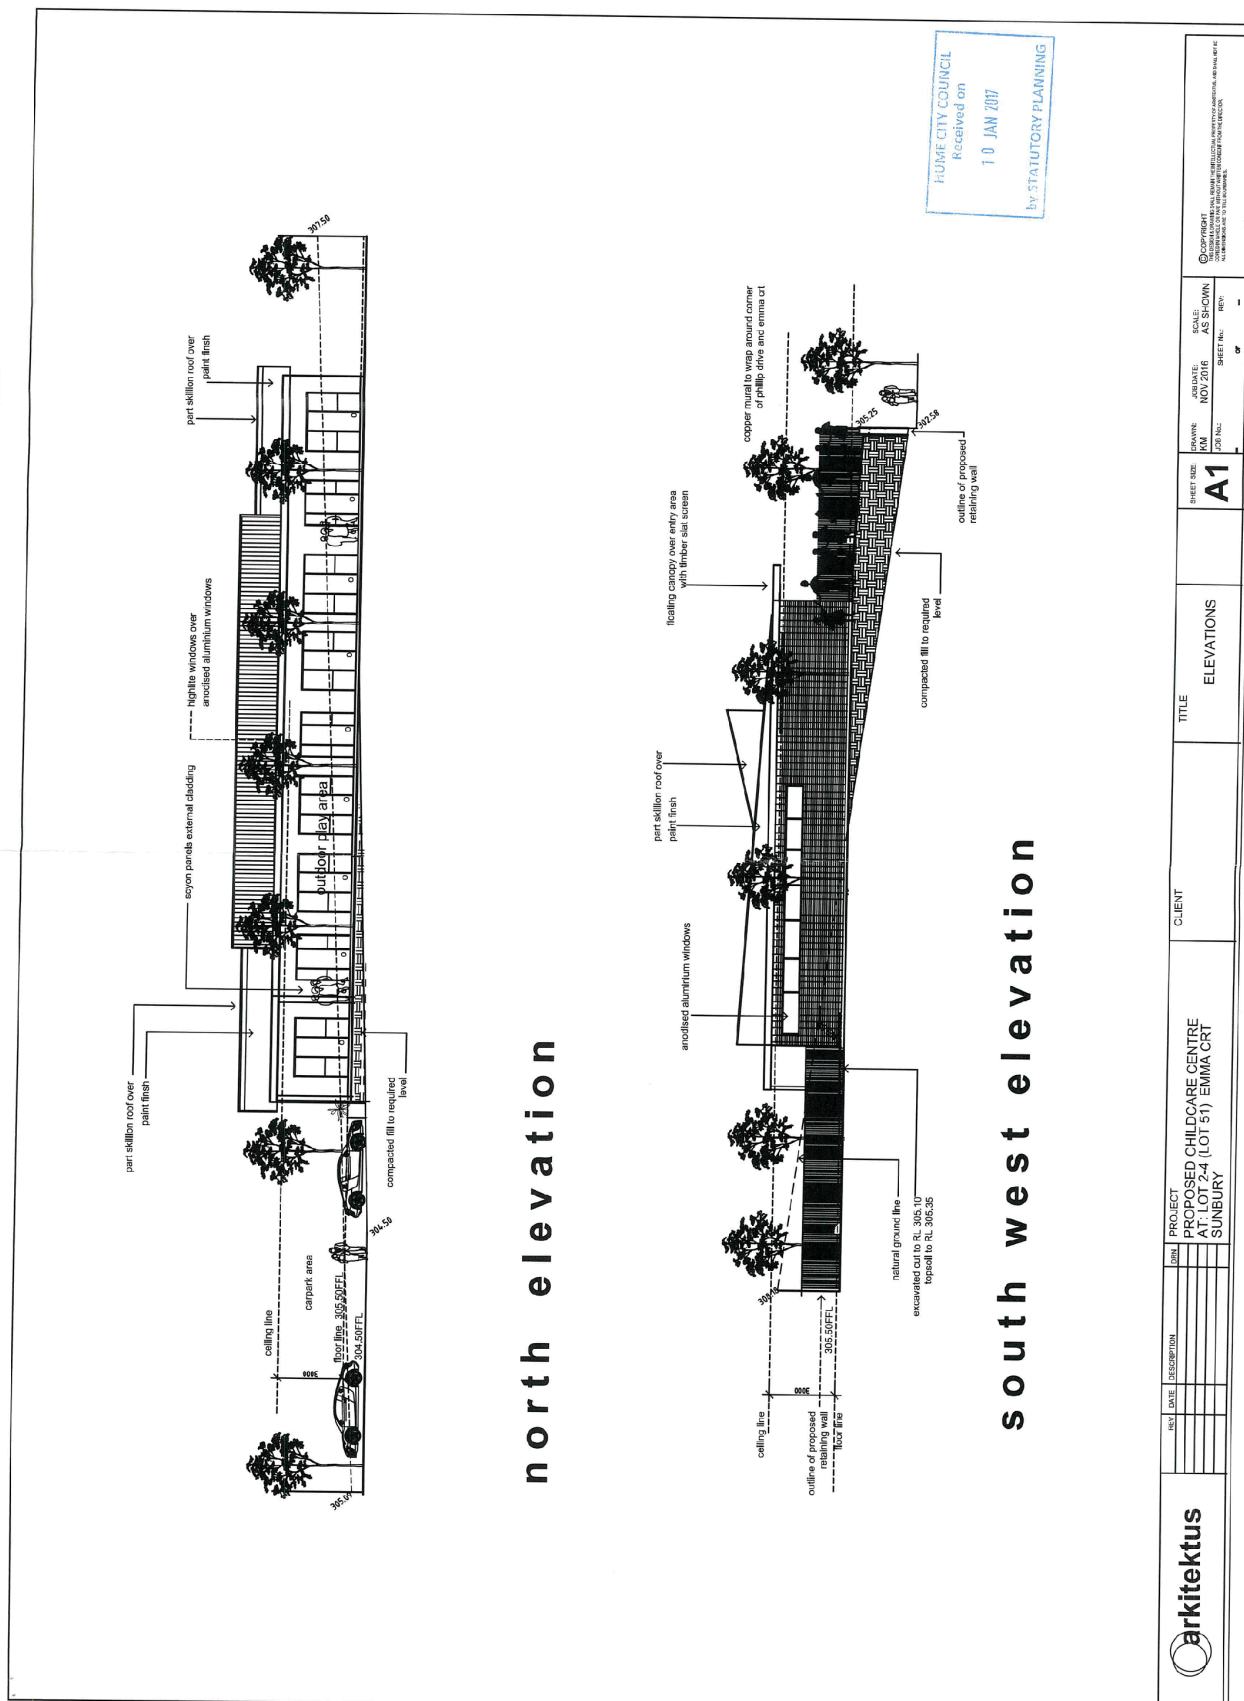 part skillion roof over
paint finsh
scyon panels external cladding
highlite windows over
anodised aluminium windows
part skillion roof over
paint finsh
307.50
ceiling line
carpark area
3000
floor line 305.50FFL
304.50FFL
304.50
outdoor play area
compacted fill to required
level
north elevation
anodised aluminium windows
part skillion roof over
paint finsh
floating canopy over entry area
with timber slat screen
copper mural to wrap around corner
of phillip drive and emma crt
305.25
302.58
ceiling line
3000
outline of proposed
retaining wall
floor line
305.50FFL
natural ground line
excavated cut to RL 305.10
topsoil to RL 305.35
compacted fill to required
level
outline of proposed
retaining wall
south west elevation
HUME CITY COUNCIL
Received on
10 JAN 2017
by STATUTORY PLANNING
arkitektus
REV DATE DESCRIPTION DRN
PROJECT
PROPOSED CHILDCARE CENTRE
AT: LOT 2-4 (LOT 51) EMMA CRT
SUNBURY
CLIENT
TITLE
ELEVATIONS
SHEET SIZE:
A1
DRAWN:
KM
JOB DATE:
NOV 2016
SCALE:
AS SHOWN
JOB No.:
-
SHEET No.:
OF
REV:
-
© COPYRIGHT